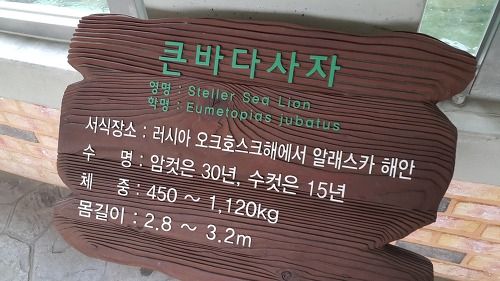 큰바다사자
영명 : Steller Sea Lion
학명 : Eumetopias jubatus
서식장소 : 러시아 오크호스크해에서 알래스카 해안
수 명 : 암컷은 30년, 수컷은 15년
체 중 : 450 ~ 1,120kg
몸길이 : 2.8 ~ 3.2m